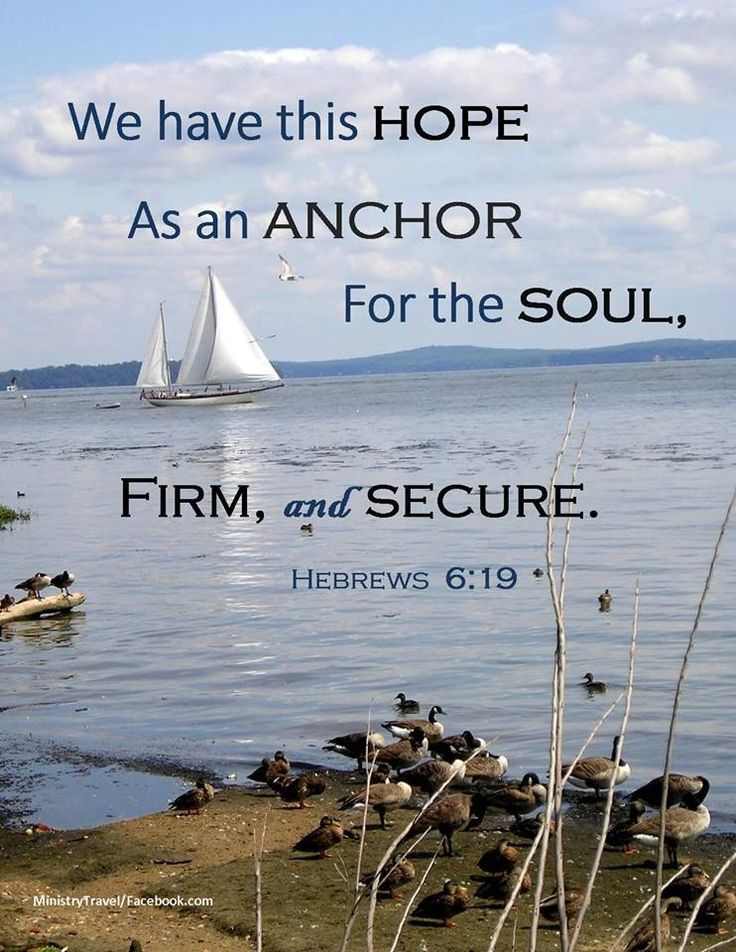 We have this HOPE
As an ANCHOR
For the SOUL,
FIRM, and SECURE.
HEBREWS 6:19
MinistryTravel/Facebook.com